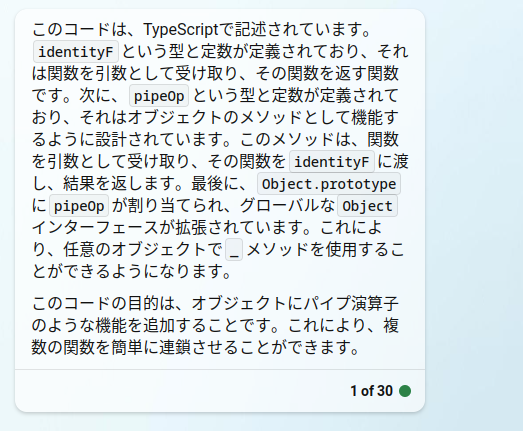 このコードは、TypeScriptで記述されています。
identityF という型と定数が定義されており、それ
は関数を引数として受け取り、その関数を返す関数
です。次に、 pipeOp という型と定数が定義されて
おり、それはオブジェクトのメソッドとして機能す
るように設計されています。このメソッドは、関数
を引数として受け取り、その関数を identityF に渡
し、結果を返します。最後に、 Object.prototype
に pipeOp が割り当てられ、グローバルな Object
インターフェースが拡張されています。これによ
り、任意のオブジェクトで _ メソッドを使用するこ
とができるようになります。
このコードの目的は、オブジェクトにパイプ演算子
のような機能を追加することです。これにより、複
数の関数を簡単に連鎖させることができます。
1 of 30